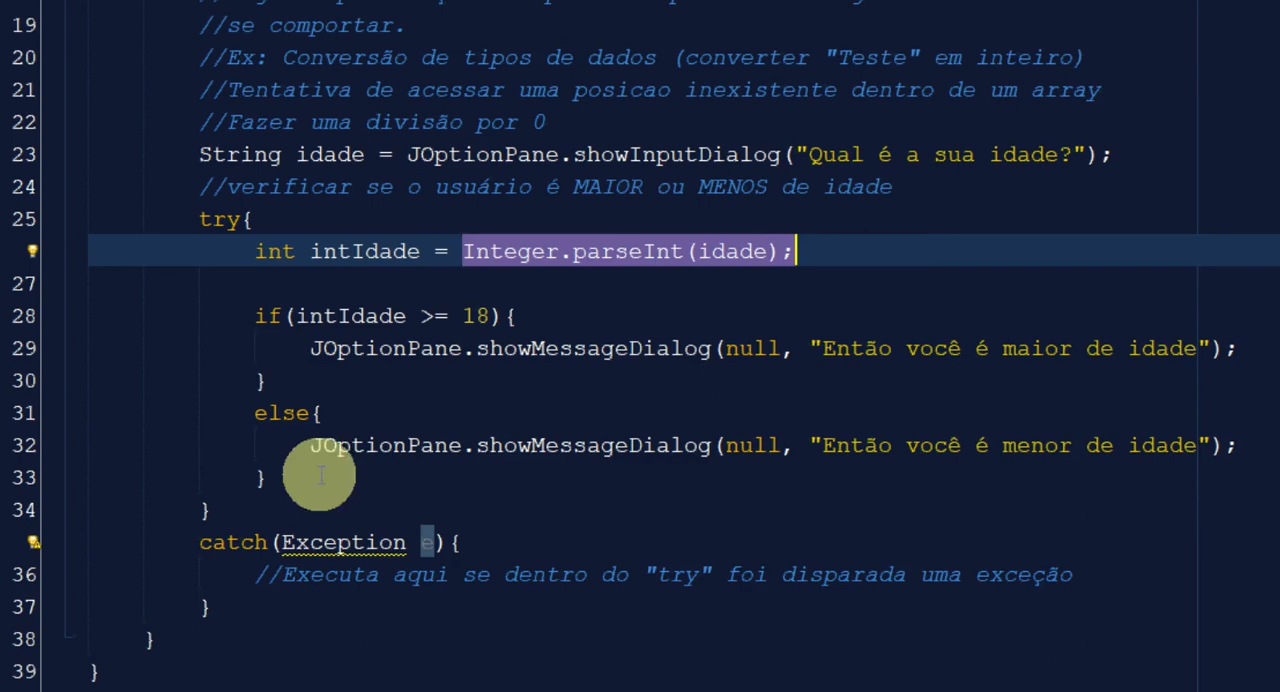 19 //se comportar.
20 //Ex: Conversão de tipos de dados (converter "Teste" em inteiro)
21 //Tentativa de acessar uma posicao inexistente dentro de um array
22 //Fazer uma divisão por 0
23 String idade = JOptionPane.showInputDialog("Qual é a sua idade?");
24 //verificar se o usuário é MAIOR ou MENOS de idade
25 try{
int intIdade = Integer.parseInt(idade);
27
28 if(intIdade >= 18){
29 JOptionPane.showMessageDialog(null, "Então você é maior de idade");
30 }
31 else{
32 JOptionPane.showMessageDialog(null, "Então você é menor de idade");
33 }
34 }
catch(Exception e){
36 //Executa aqui se dentro do "try" foi disparada uma exceção
37 }
38 }
39 }